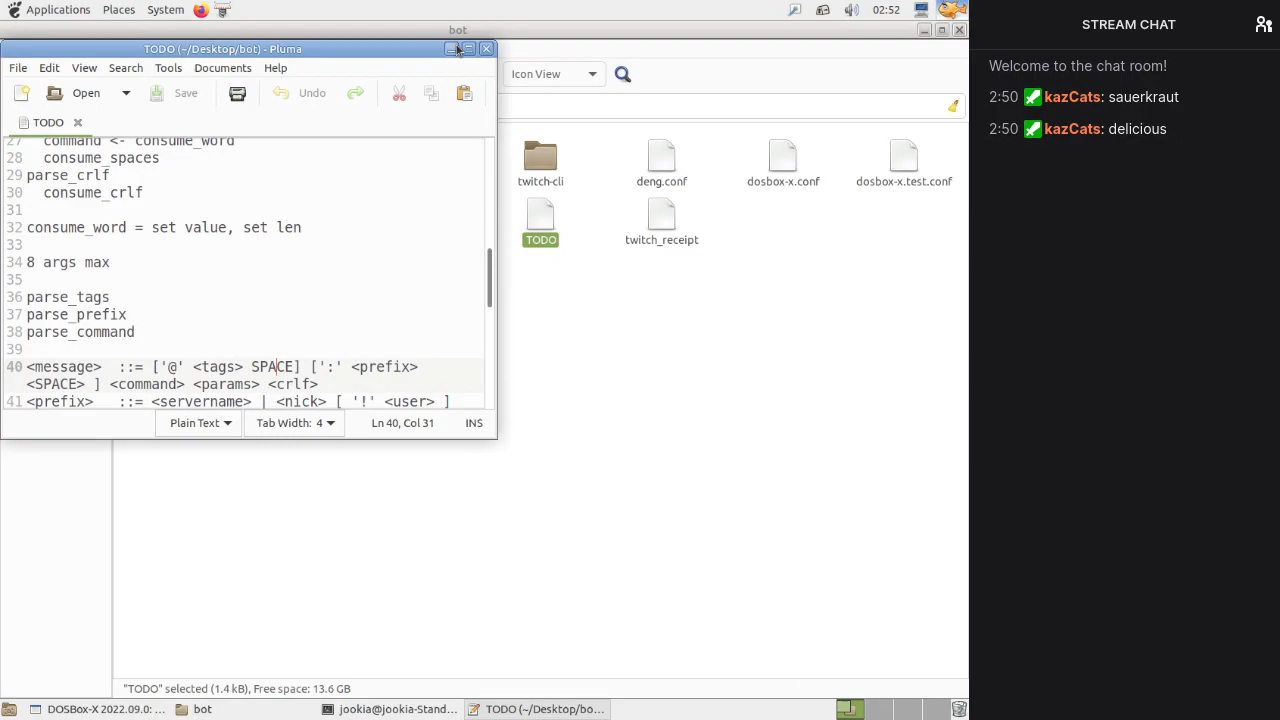 Applications Places System 02:52
bot
TODO (~/Desktop/bot) - Pluma
File Edit View Search Tools Documents Help
Open Save Undo
Icon View
TODO
27 command <- consume_word
28 consume_spaces
29 parse_crlf
30 consume_crlf
31
32 consume_word = set value, set len
33
34 8 args max
35
36 parse_tags
37 parse_prefix
38 parse_command
39
40 <message> ::= ['@' <tags> SPACE] [':' <prefix>
<SPACE> ] <command> <params> <crlf>
41 <prefix> ::= <servername> | <nick> [ '!' <user> ]
Plain Text Tab Width: 4 Ln 40, Col 31 INS
twitch-cli deng.conf dosbox-x.conf dosbox-x.test.conf
TODO twitch_receipt
"TODO" selected (1.4 kB), Free space: 13.6 GB
DOSBox-X 2022.09.0: ... bot jookia@jookia-Stand... TODO (~/Desktop/bo...
STREAM CHAT
Welcome to the chat room!
2:50 kazCats: sauerkraut
2:50 kazCats: delicious